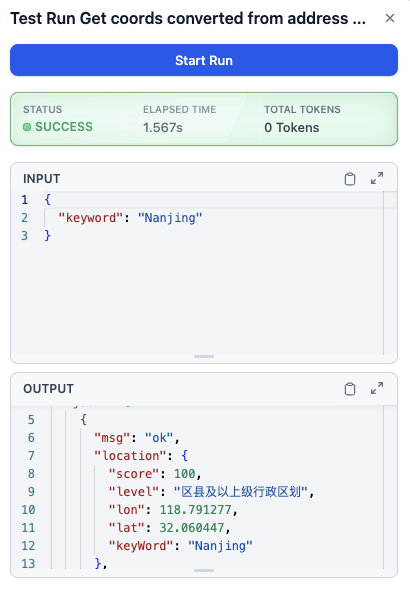 Test Run Get coords converted from address ...
Start Run
STATUS
SUCCESS
ELAPSED TIME
1.567s
TOTAL TOKENS
0 Tokens
INPUT
1 {
2 "keyword": "Nanjing"
3 }
OUTPUT
5 {
6 "msg": "ok",
7 "location": {
8 "score": 100,
9 "level": "区县及以上级行政区划",
10 "lon": 118.791277,
11 "lat": 32.060447,
12 "keyWord": "Nanjing"
13 },